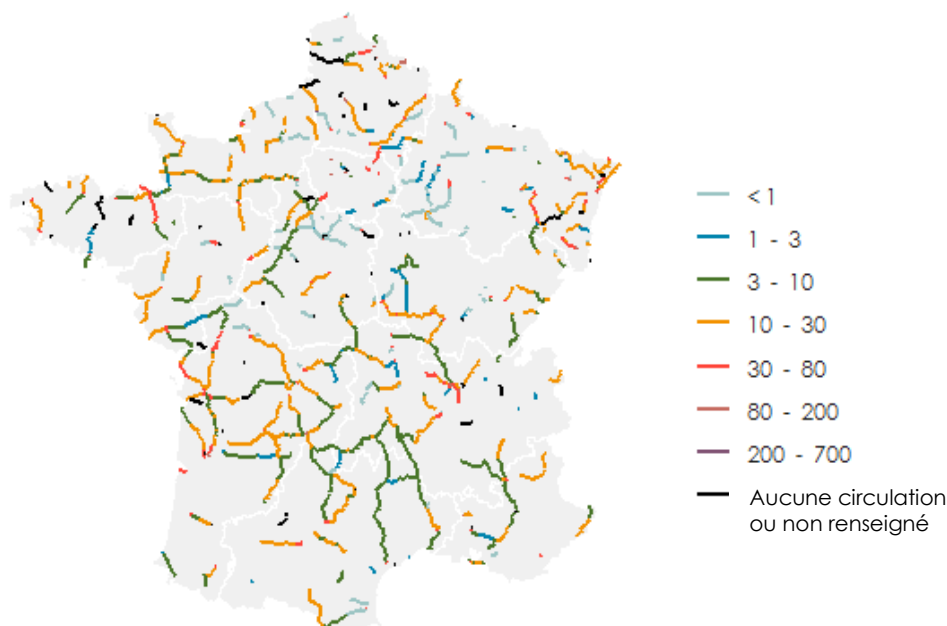 < 1
1 - 3
3 - 10
10 - 30
30 - 80
80 - 200
200 - 700
Aucune circulation
ou non renseigné